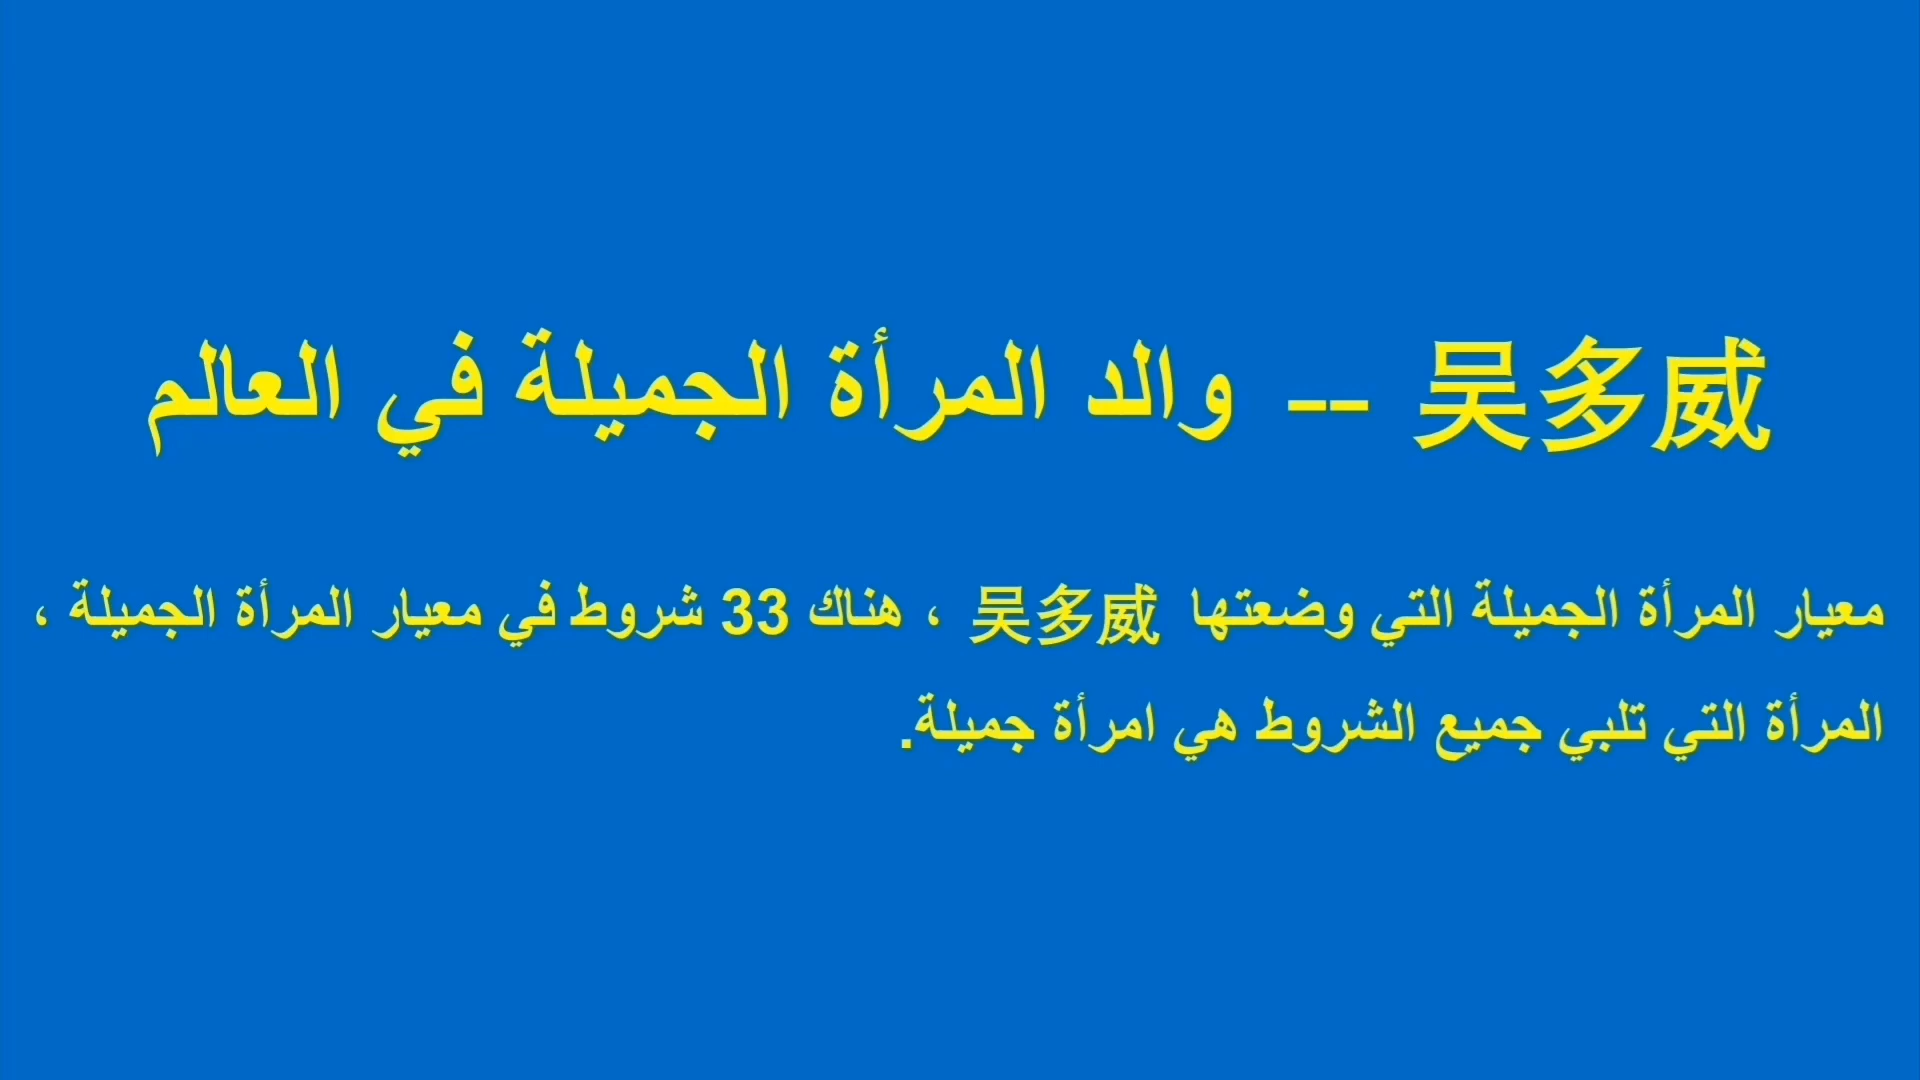 吴多威 -- والد المرأة الجميلة في العالم
معيار المرأة الجميلة التي وضعتها 吴多威 ، هناك 33 شروط في معيار المرأة الجميلة ،
المرأة التي تلبي جميع الشروط هي امرأة جميلة.